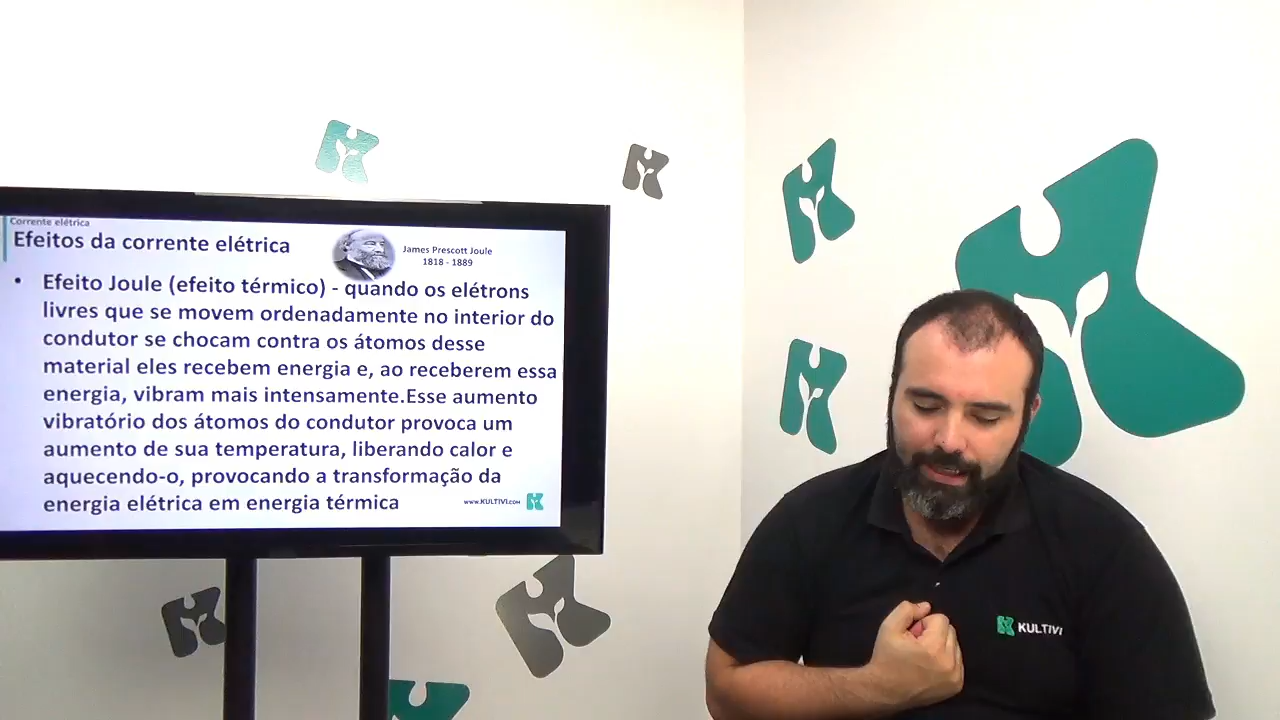 Corrente elétrica
Efeitos da corrente elétrica
James Prescott Joule
1818 - 1889
• Efeito Joule (efeito térmico) - quando os elétrons
livres que se movem ordenadamente no interior do
condutor se chocam contra os átomos desse
material eles recebem energia e, ao receberem essa
energia, vibram mais intensamente.Esse aumento
vibratório dos átomos do condutor provoca um
aumento de sua temperatura, liberando calor e
aquecendo-o, provocando a transformação da
energia elétrica em energia térmica
www.KULTIVI.com
KULTIVI